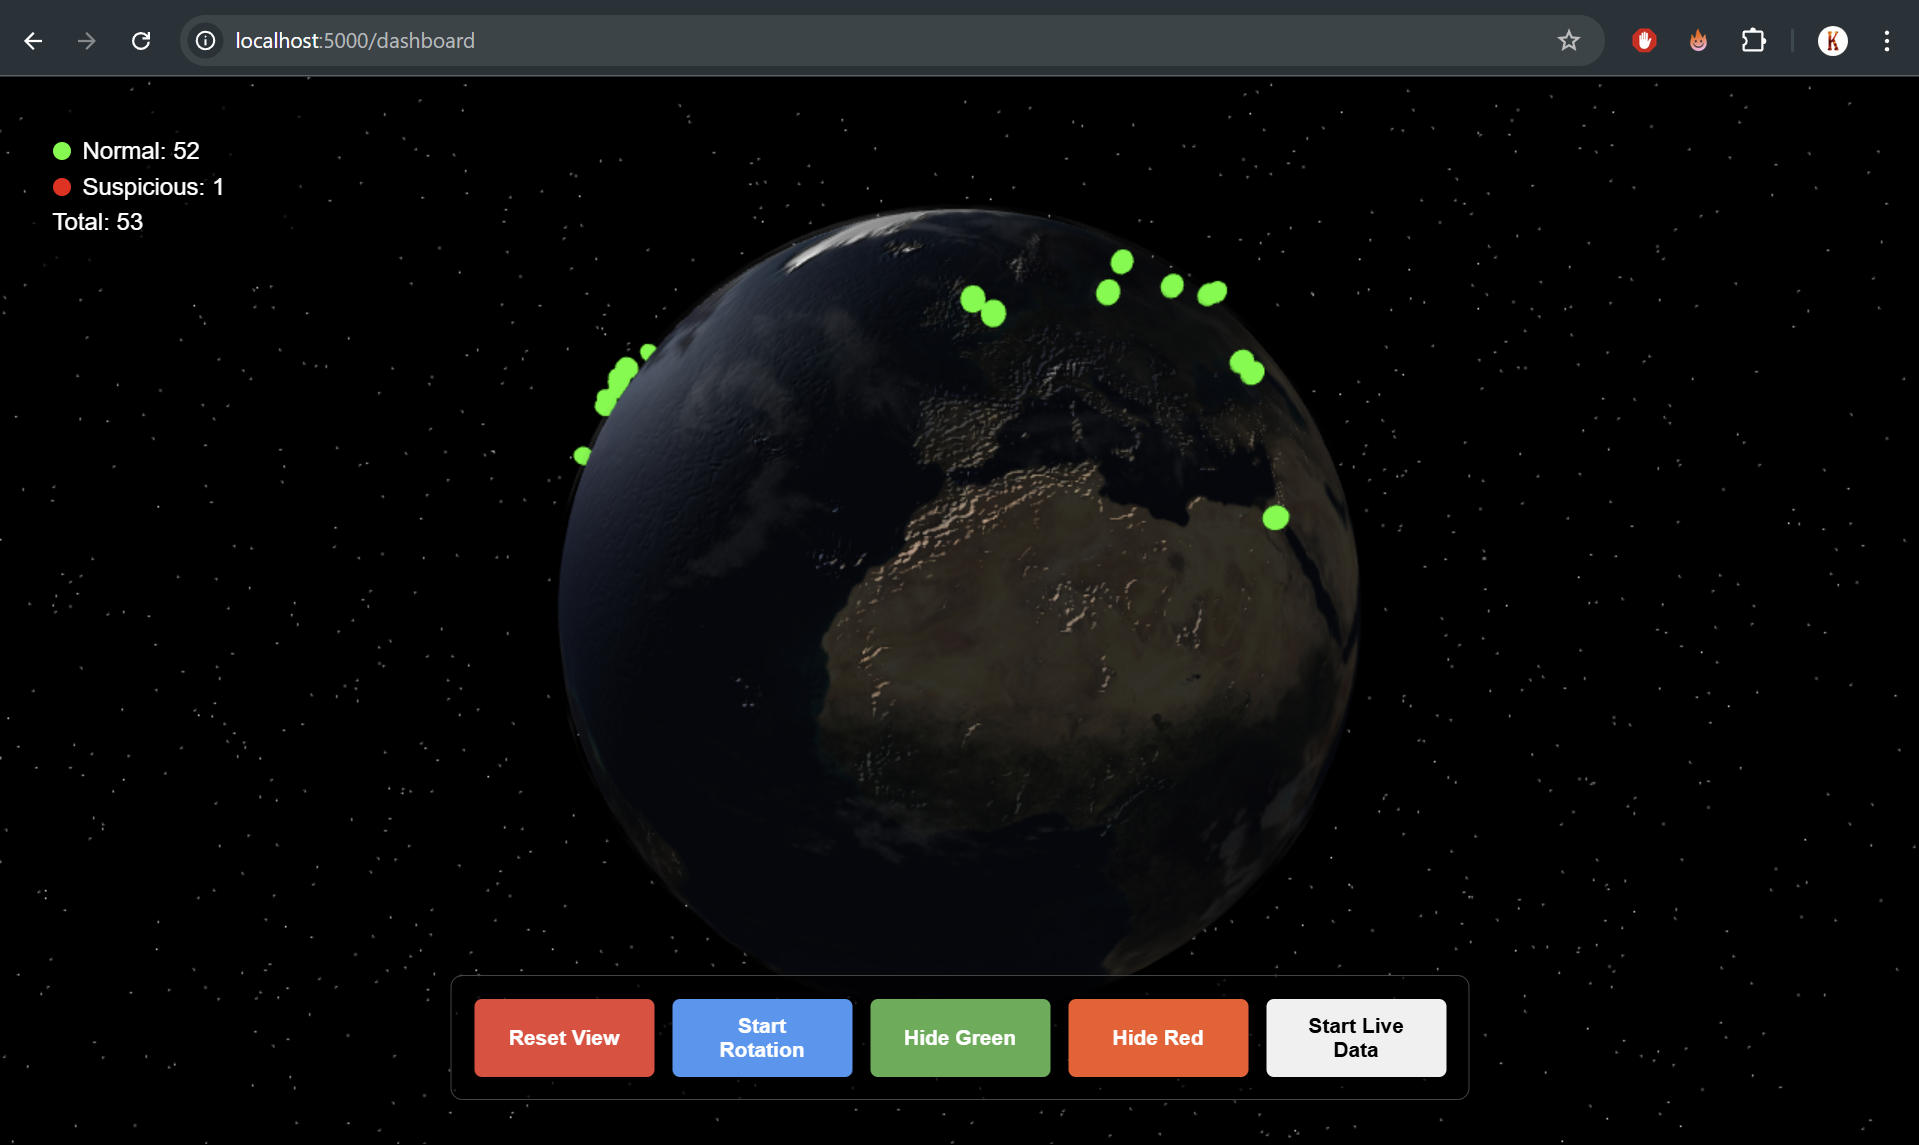 localhost:5000/dashboard
K
Normal: 52
Suspicious: 1
Total: 53
Reset View
Start
Rotation
Hide Green
Hide Red
Start Live
Data